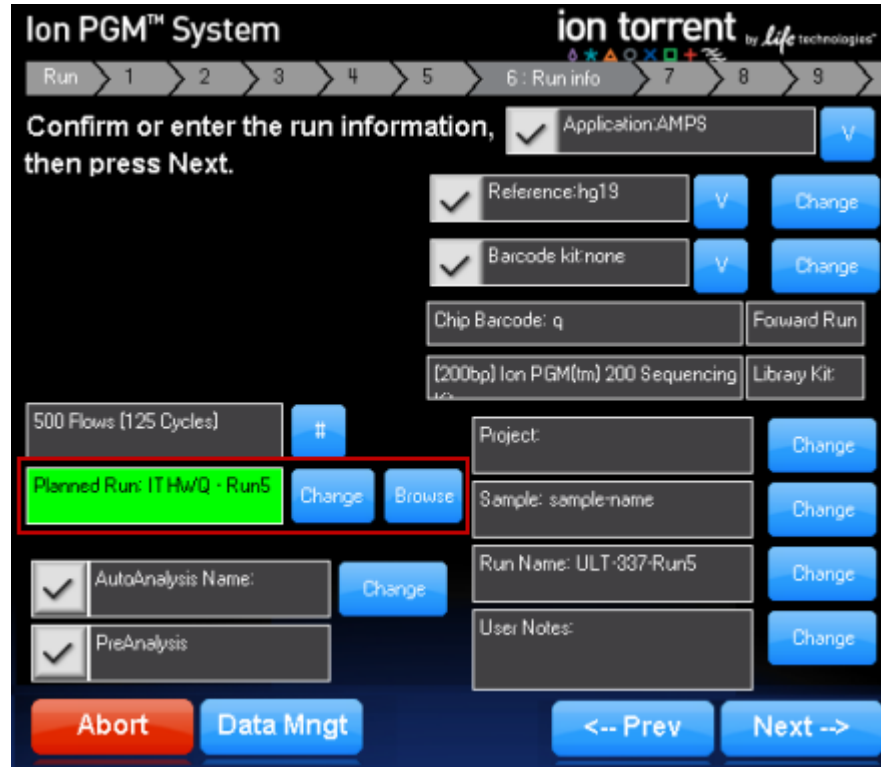 Ion PGM™ System
ion torrent
by life technologies™
Run 1 2 3 4 5 6 : Run info 7 8 9
Confirm or enter the run information,
then press Next.
Application:AMPS
V
Reference:hg19
V
Change
Barcode kit:none
V
Change
Chip Barcode: q
Forward Run
(200bp) Ion PGM(tm) 200 Sequencing
Library Kit:
500 Flows (125 Cycles)
#
Project:
Change
Planned Run: ITHWQ - Run5
Change
Browse
Sample: sample-name
Change
AutoAnalysis Name:
Change
Run Name: ULT-337-Run5
Change
PreAnalysis
User Notes:
Change
Abort
Data Mngt
<-- Prev
Next -->